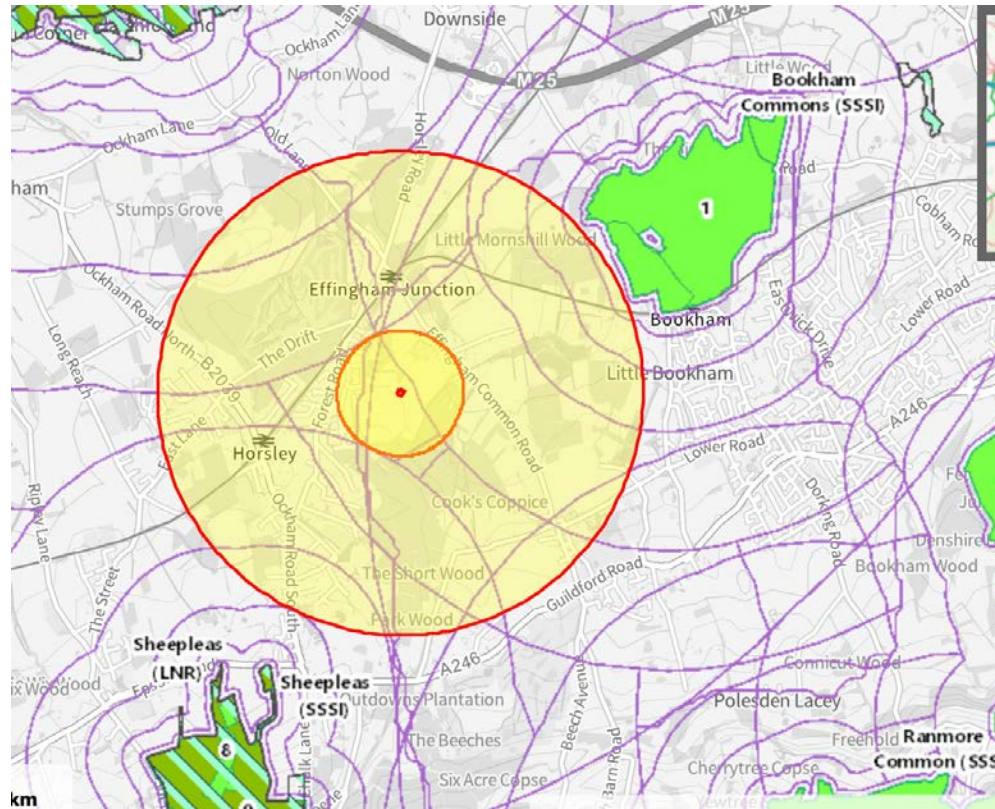 Downside
M25
Ockham Lane
Norton Wood
M25
Little Wood
Bookham
Commons (SSSI)
Ockham Lane
Old Lane
Horsley Road
Road
ham
Stumps Grove
1
Cobham
Little Mornshill Wood
Ockham Road North-B2039
Effingham Junction
Bookham
Eastwick Drive
Lower Road
Long Reach
The Drift
Forest Road
Effingham Common Road
Little Bookham
A246
East Lane
Horsley
Lower Road
Ripley Lane
Cook's Coppice
Dorking Road
Ockham Road South
Denshire
Bookham Wood
The Street
The Short Wood
Guildford Road
Park Wood
Sheepleas
(LNR)
A246
Connicut Wood
Sheepleas
(SSSI)
Outdowns Plantation
Beech Avenue
Polesden Lacey
8
The Beeches
Freehold
Ranmore
Common (SSS
Barn Road
Six Acre Copse
Cherrytree Copse
km